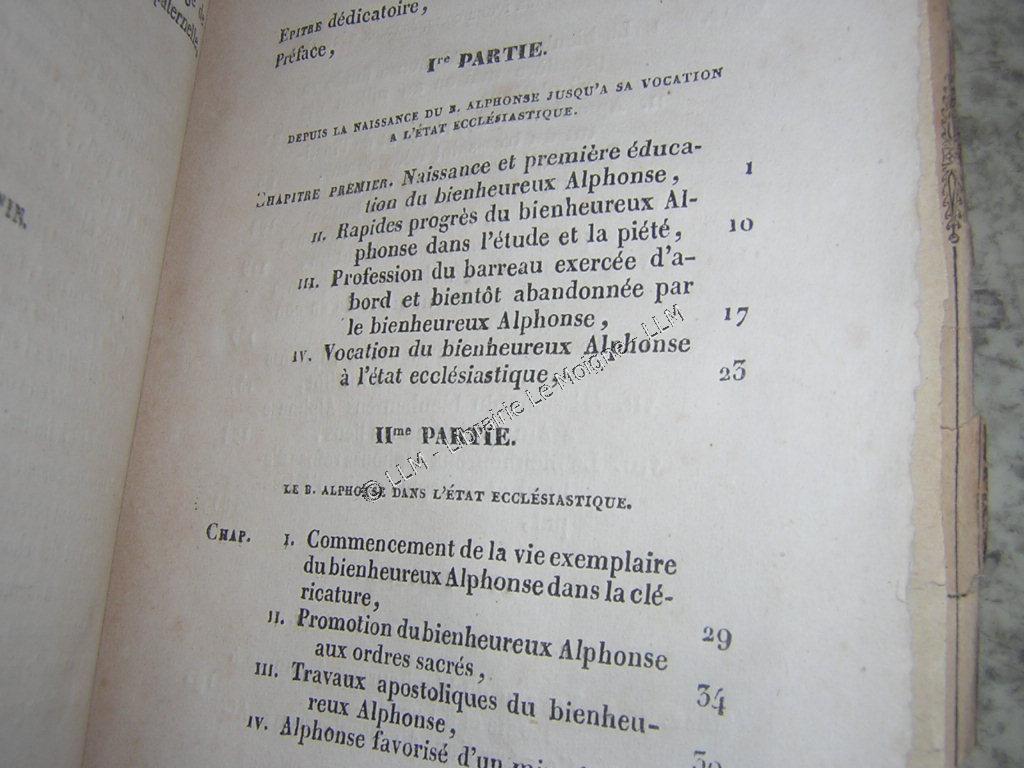 paternelle,
EPITRE dédicatoire,
Préface,
Ire PARTIE.
DEPUIS LA NAISSANCE DU B. ALPHONSE JUSQU'A SA VOCATION
A L'ÉTAT ECCLÉSIASTIQUE.
CHAPITRE PREMIER. Naissance et première éduca-
tion du bienheureux Alphonse, 1
II. Rapides progrès du bienheureux Al-
phonse dans l'étude et la piété, 10
III. Profession du barreau exercée d'a-
bord et bientôt abandonnée par
le bienheureux Alphonse, 17
IV. Vocation du bienheureux Alphonse
à l'état ecclésiastique, 23
IIme PARTIE.
LE B. ALPHONSE DANS L'ÉTAT ECCLÉSIASTIQUE.
CHAP. I. Commencement de la vie exemplaire
du bienheureux Alphonse dans la clé-
ricature, 29
II. Promotion du bienheureux Alphonse
aux ordres sacrés, 34
III. Travaux apostoliques du bienheu-
reux Alphonse,
IV. Alphonse favorisé d'un
© LLM - Librairie Le-Moigne - LLM